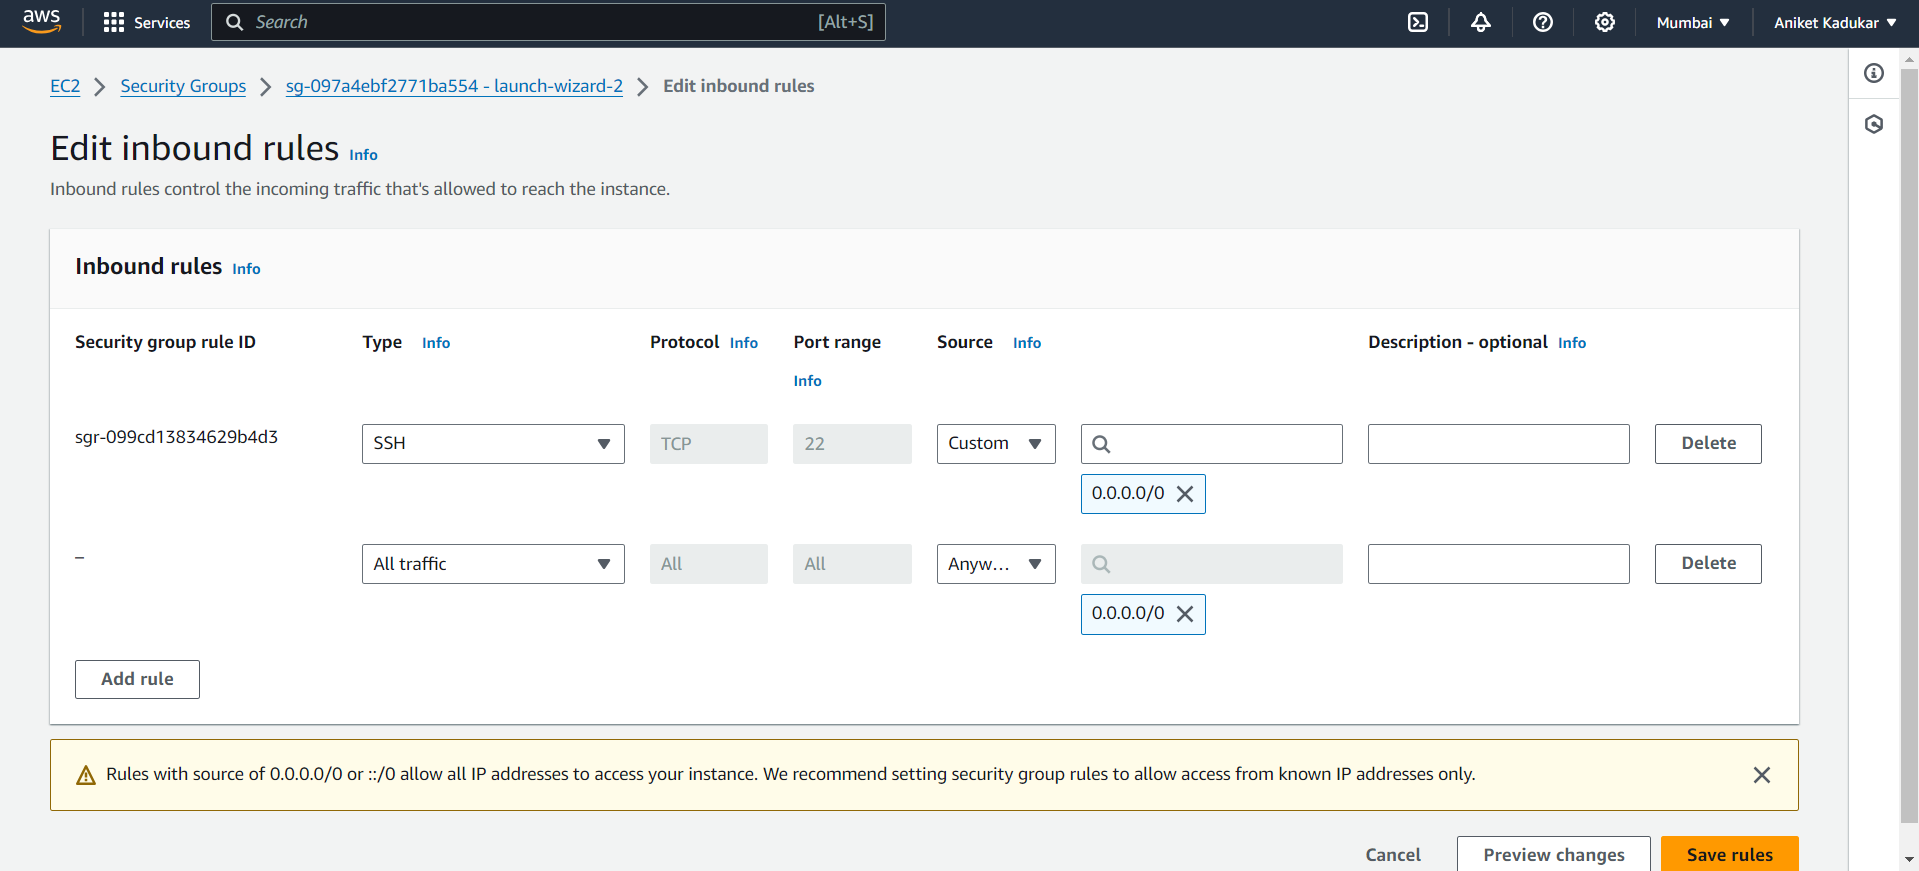 aws Services Search [Alt+S] Mumbai Aniket Kadukar
EC2 Security Groups sg-097a4ebf2771ba554 - launch-wizard-2 Edit inbound rules
Edit inbound rules Info
Inbound rules control the incoming traffic that's allowed to reach the instance.
Inbound rules Info
Security group rule ID Type Info Protocol Info Port range Source Info Description - optional Info
Info
sgr-099cd13834629b4d3 SSH TCP 22 Custom Delete
0.0.0.0/0
– All traffic All All Anyw... Delete
0.0.0.0/0
Add rule
Rules with source of 0.0.0.0/0 or ::/0 allow all IP addresses to access your instance. We recommend setting security group rules to allow access from known IP addresses only.
Cancel Preview changes Save rules